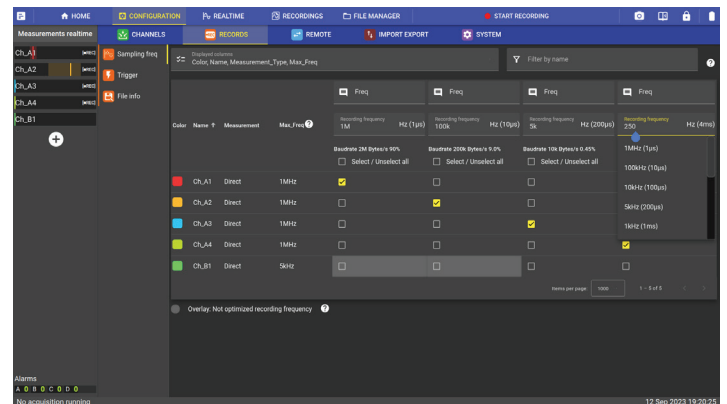 HOME
CONFIGURATION
REALTIME
RECORDINGS
FILE MANAGER
START RECORDING
Measurements realtime
CHANNELS
RECORDS
REMOTE
IMPORT EXPORT
SYSTEM
Ch_A1
Ch_A2
Ch_A3
Ch_A4
Ch_B1
Sampling freq
Trigger
File info
Displayed columns
Color, Name, Measurement_Type, Max_Freq
Filter by name
Freq Freq Freq Freq
Color Name ↑ Measurement Max_Freq ?
Recording frequency
1M Hz (1µs)
Recording frequency
100k Hz (10µs)
Recording frequency
5k Hz (200µs)
Recording frequency
250 Hz (4ms)
Baudrate 2M Bytes/s 90%
Select / Unselect all
Baudrate 200k Bytes/s 9.0%
Select / Unselect all
Baudrate 10k Bytes/s 0.45%
Select / Unselect all
1MHz (1µs)
100kHz (10µs)
10kHz (100µs)
5kHz (200µs)
1kHz (1ms)
Ch_A1 Direct 1MHz
Ch_A2 Direct 1MHz
Ch_A3 Direct 1MHz
Ch_A4 Direct 1MHz
Ch_B1 Direct 5kHz
Items per page: 1000 1 – 5 of 5
Overlay: Not optimized recording frequency ?
Alarms
A 0 B 0 C 0 D 0
No acquisition running
12 Sep 2023 19:20:25